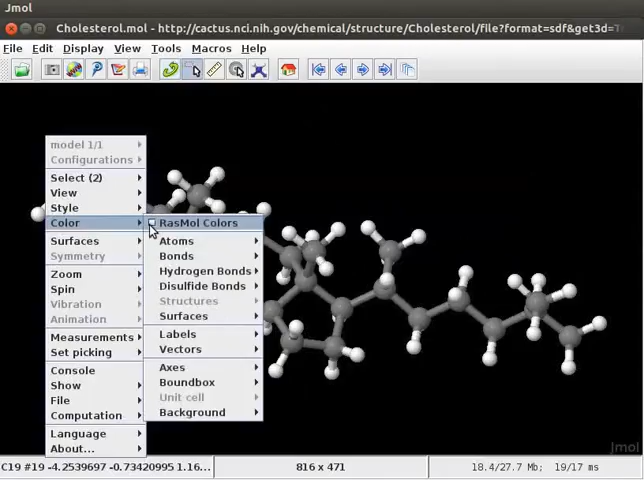 Jmol
Cholesterol.mol - http://cactus.nci.nih.gov/chemical/structure/Cholesterol/file?format=sdf&get3d=T
File Edit Display View Tools Macros Help
model 1/1
Configurations
Select (2)
View
Style
Color
Surfaces
Symmetry
Zoom
Spin
Vibration
Animation
Measurements
Set picking
Console
Show
File
Computation
Language
About...
RasMol Colors
Atoms
Bonds
Hydrogen Bonds
Disulfide Bonds
Structures
Surfaces
Labels
Vectors
Axes
Boundbox
Unit cell
Background
Jmol
C19 #19 -4.2539697 -0.73420995 1.16... 816 x 471 18.4/27.7 Mb; 19/17 ms